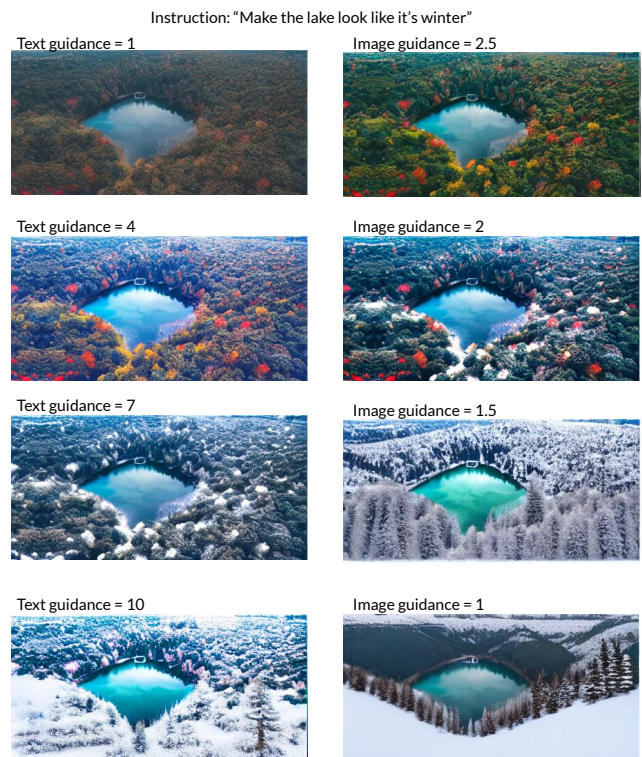 Instruction: “Make the lake look like it’s winter”
Text guidance = 1
Image guidance = 2.5
Text guidance = 4
Image guidance = 2
Text guidance = 7
Image guidance = 1.5
Text guidance = 10
Image guidance = 1